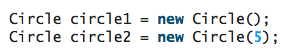 Circle circle1 = new Circle();
Circle circle2 = new Circle(5);